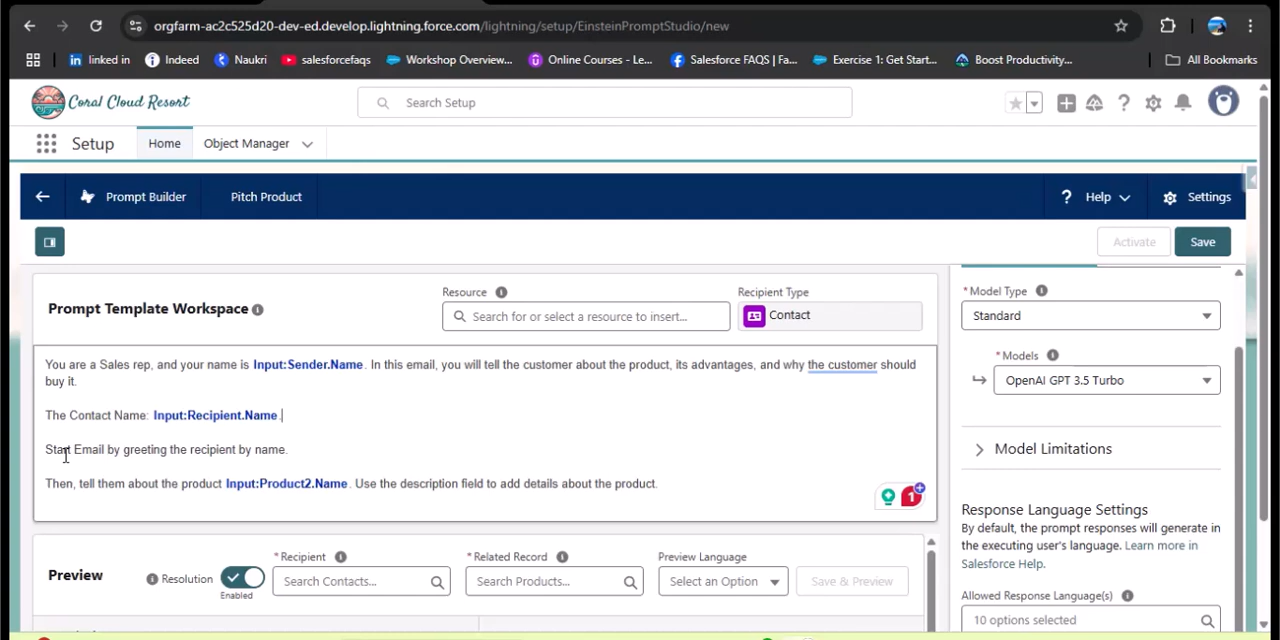 orgfarm-ac2c525d20-dev-ed.develop.lightning.force.com/lightning/setup/EinsteinPromptStudio/new
linked in Indeed Naukri salesforcefaqs Workshop Overview... Online Courses - Le... Salesforce FAQS | Fa... Exercise 1: Get Start... Boost Productivity... All Bookmarks
Coral Cloud Resort Search Setup
Setup Home Object Manager
Prompt Builder Pitch Product Help Settings
Activate Save
Prompt Template Workspace
Resource
Search for or select a resource to insert...
Recipient Type
Contact
You are a Sales rep, and your name is Input:Sender.Name. In this email, you will tell the customer about the product, its advantages, and why the customer should
buy it.
The Contact Name: Input:Recipient.Name.
Start Email by greeting the recipient by name.
Then, tell them about the product Input:Product2.Name. Use the description field to add details about the product.
1
* Model Type
Standard
* Models
OpenAI GPT 3.5 Turbo
Model Limitations
Response Language Settings
By default, the prompt responses will generate in
the executing user's language. Learn more in
Salesforce Help.
Allowed Response Language(s)
10 options selected
Preview
Resolution
Enabled
* Recipient
Search Contacts...
* Related Record
Search Products...
Preview Language
Select an Option
Save & Preview